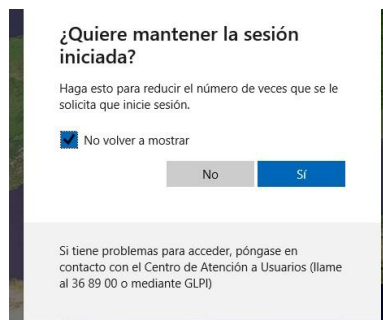 ¿Quiere mantener la sesión
iniciada?
Haga esto para reducir el número de veces que se le
solicita que inicie sesión.
No volver a mostrar
No
Sí
Si tiene problemas para acceder, póngase en
contacto con el Centro de Atención a Usuarios (llame
al 36 89 00 o mediante GLPI)